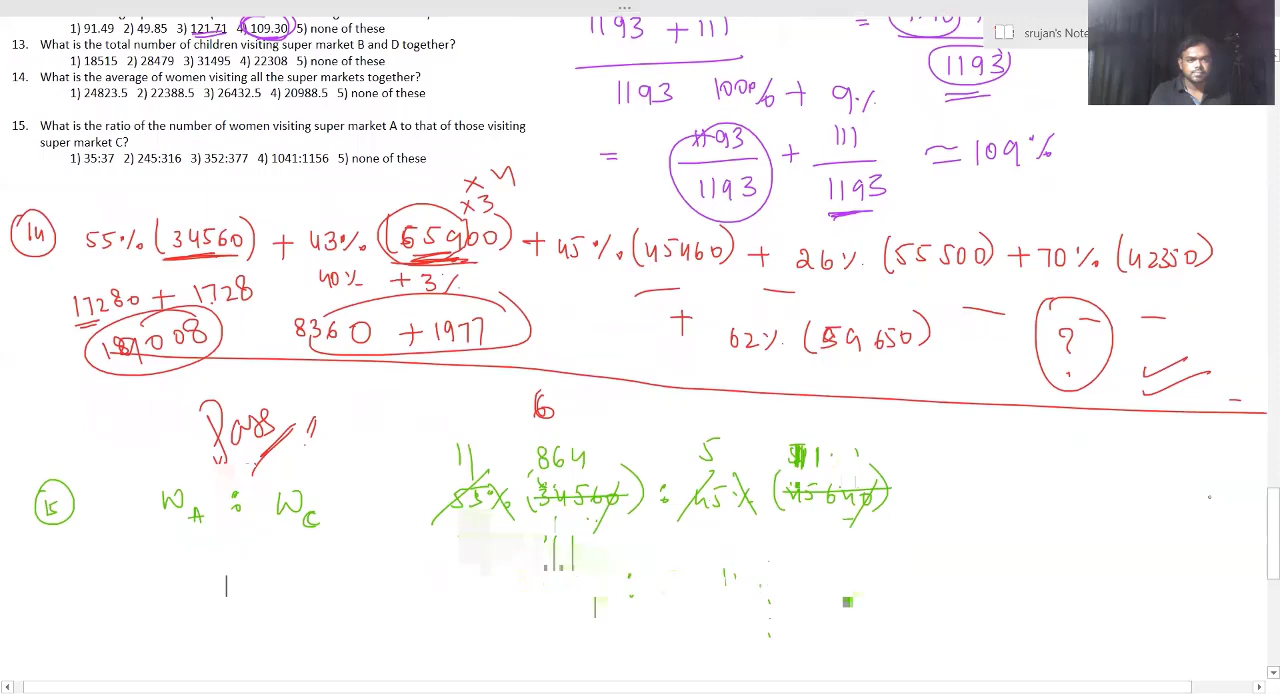 1) 91.49 2) 49.85 3) 121.71 4) 109.30 5) none of these
13. What is the total number of children visiting super market B and D together?
1) 18515 2) 28479 3) 31495 4) 22308 5) none of these
14. What is the average of women visiting all the super markets together?
1) 24823.5 2) 22388.5 3) 26432.5 4) 20988.5 5) none of these
15. What is the ratio of the number of women visiting super market A to that of those visiting
super market C?
1) 35:37 2) 245:316 3) 352:377 4) 1041:1156 5) none of these
srujan's Note
1193 + 111
1193 100% + 9%
=
1193
= 1193/1193 + 111/1193 ≈ 109%
×4
×3
14 55% (34560) + 43% (65900) + 45% (45460) + 26% (55500) + 70% (42350)
17280 + 1728 40% + 3%
19008 8360 + 1977 + 62% (59650) ?
Pass
6
11 864 5
15 WA : WC 55% (34560) : 45% (45640)